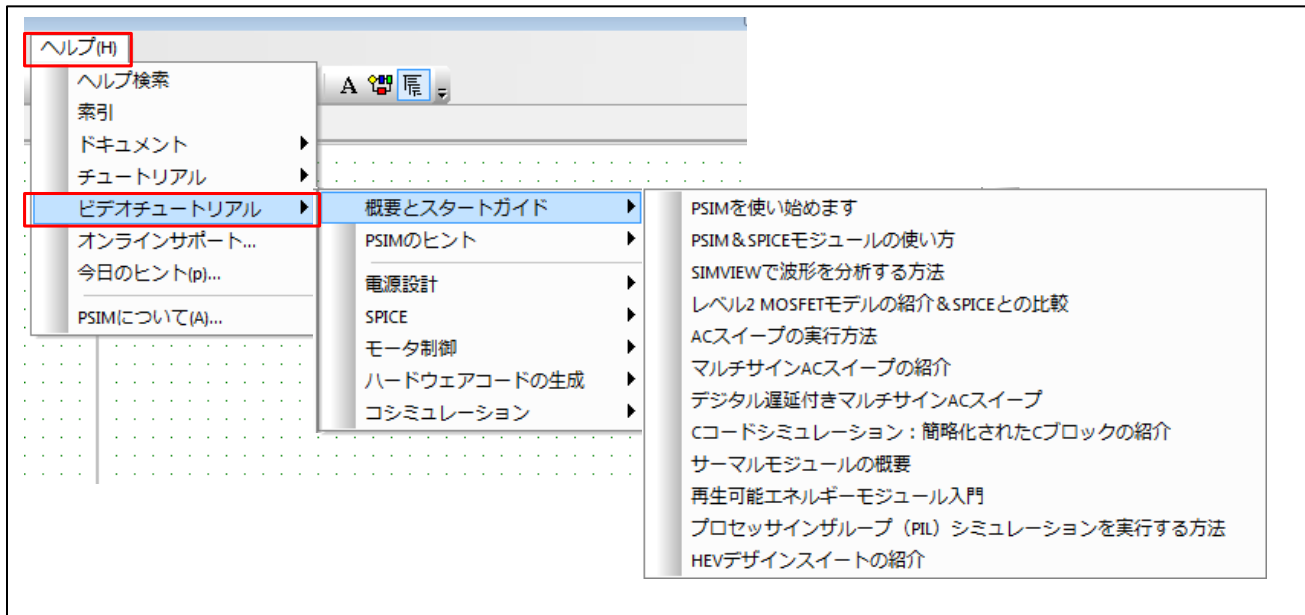 ヘルプ(H)
ヘルプ検索
索引
ドキュメント
チュートリアル
ビデオチュートリアル
オンラインサポート...
今日のヒント(p)...
PSIMについて(A)...
A
概要とスタートガイド
PSIMのヒント
電源設計
SPICE
モータ制御
ハードウェアコードの生成
コシミュレーション
PSIMを使い始めます
PSIM&SPICEモジュールの使い方
SIMVIEWで波形を分析する方法
レベル2 MOSFETモデルの紹介&SPICEとの比較
ACスイープの実行方法
マルチサインACスイープの紹介
デジタル遅延付きマルチサインACスイープ
Cコードシミュレーション：簡略化されたCブロックの紹介
サーマルモジュールの概要
再生可能エネルギーモジュール入門
プロセッサインザループ（PIL）シミュレーションを実行する方法
HEVデザインスイートの紹介